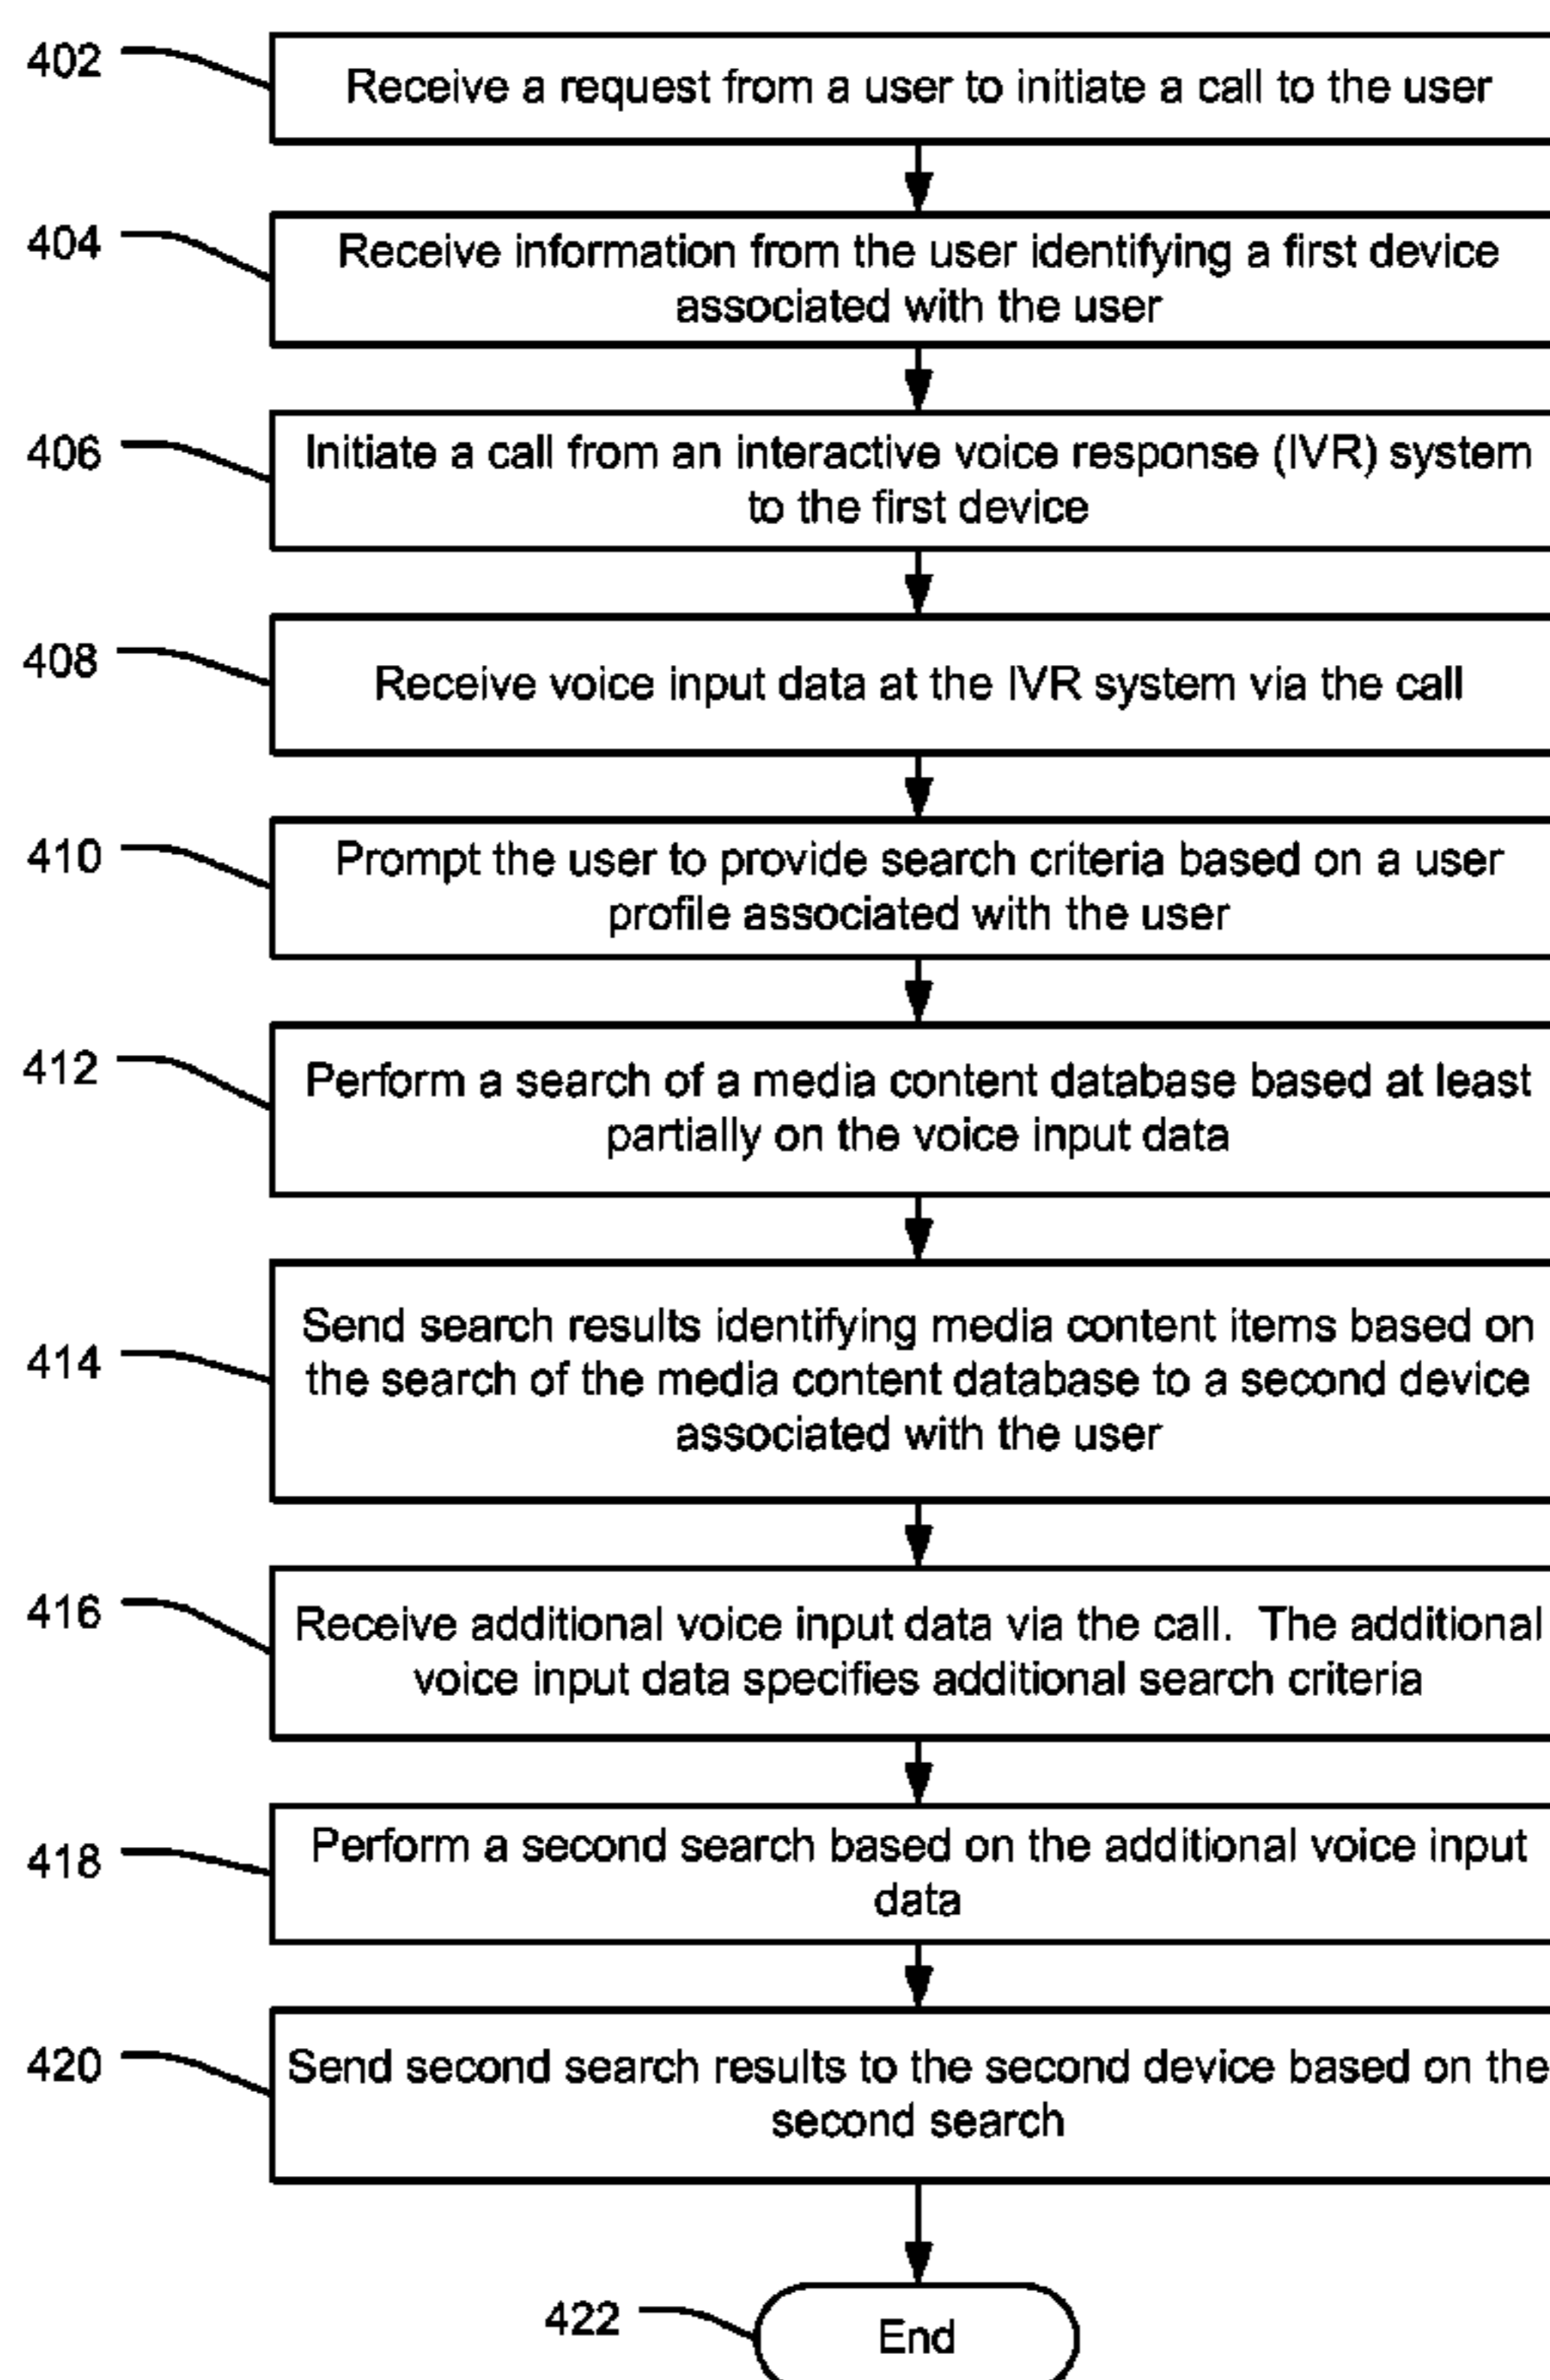 402
Receive a request from a user to initiate a call to the user
404
Receive information from the user identifying a first device
associated with the user
406
Initiate a call from an interactive voice response (IVR) system
to the first device
408
Receive voice input data at the IVR system via the call
410
Prompt the user to provide search criteria based on a user
profile associated with the user
412
Perform a search of a media content database based at least
partially on the voice input data
414
Send search results identifying media content items based on
the search of the media content database to a second device
associated with the user
416
Receive additional voice input data via the call.  The additional
voice input data specifies additional search criteria
418
Perform a second search based on the additional voice input
data
420
Send second search results to the second device based on the
second search
422
End